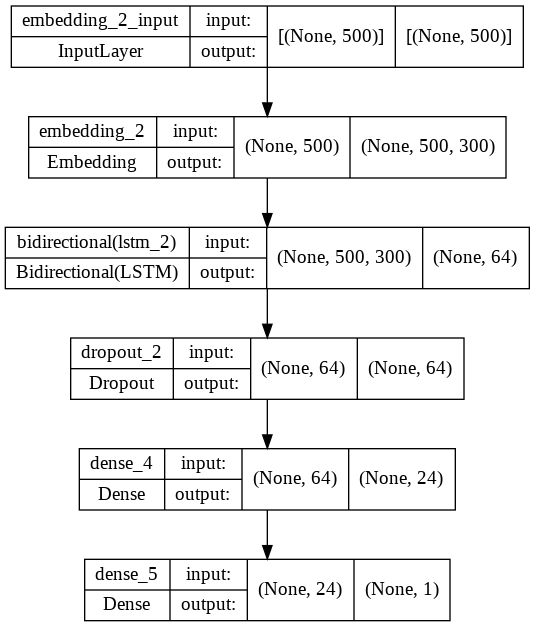 embedding_2_input input: [(None, 500)] [(None, 500)]
InputLayer output:
embedding_2 input: (None, 500) (None, 500, 300)
Embedding output:
bidirectional(lstm_2) input: (None, 500, 300) (None, 64)
Bidirectional(LSTM) output:
dropout_2 input: (None, 64) (None, 64)
Dropout output:
dense_4 input: (None, 64) (None, 24)
Dense output:
dense_5 input: (None, 24) (None, 1)
Dense output: